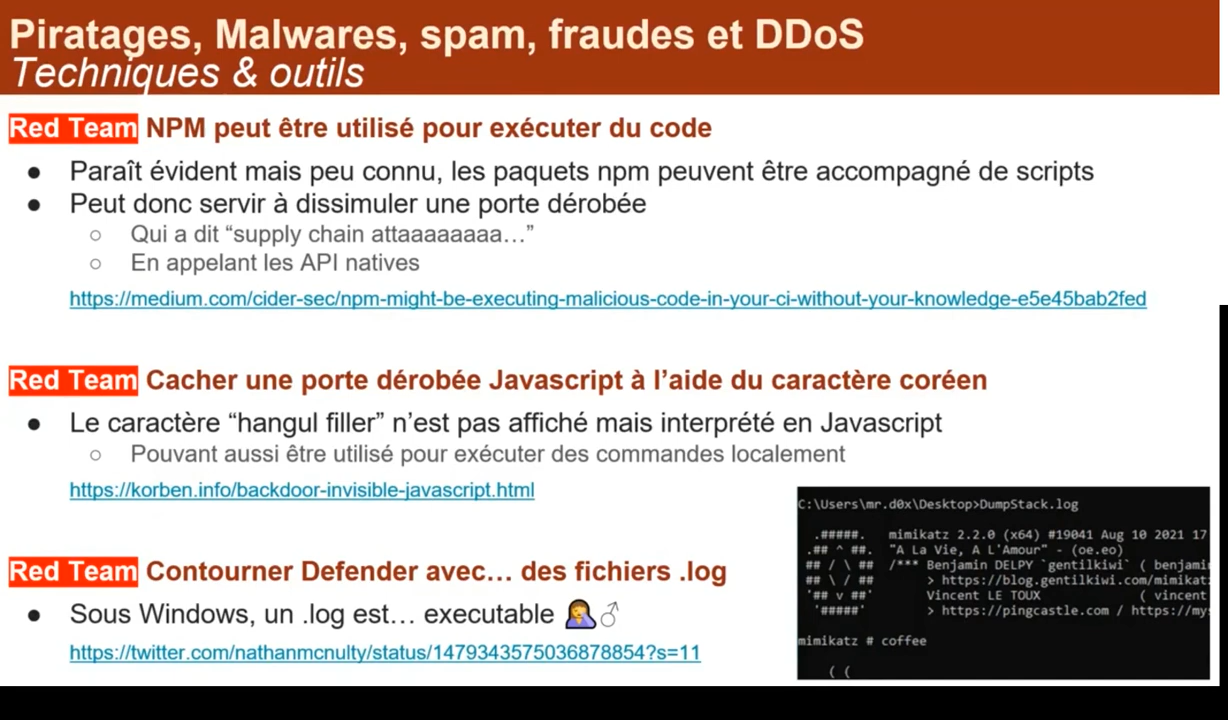 Piratages, Malwares, spam, fraudes et DDoS
Techniques & outils
Red Team NPM peut être utilisé pour exécuter du code
● Paraît évident mais peu connu, les paquets npm peuvent être accompagné de scripts
● Peut donc servir à dissimuler une porte dérobée
○ Qui a dit “supply chain attaaaaaaaa…”
○ En appelant les API natives
https://medium.com/cider-sec/npm-might-be-executing-malicious-code-in-your-ci-without-your-knowledge-e5e45bab2fed
Red Team Cacher une porte dérobée Javascript à l’aide du caractère coréen
● Le caractère “hangul filler” n’est pas affiché mais interprété en Javascript
○ Pouvant aussi être utilisé pour exécuter des commandes localement
https://korben.info/backdoor-invisible-javascript.html
Red Team Contourner Defender avec… des fichiers .log
● Sous Windows, un .log est… executable 🤦♂
https://twitter.com/nathanmcnulty/status/1479343575036878854?s=11
C:\Users\mr.d0x\Desktop>DumpStack.log
.#####. mimikatz 2.2.0 (x64) #19041 Aug 10 2021 17
.## ^ ##. "A La Vie, A L'Amour" - (oe.eo)
## / \ ## /*** Benjamin DELPY `gentilkiwi` ( benjami
## \ / ## > https://blog.gentilkiwi.com/mimikat
'## v ##' Vincent LE TOUX ( vincent
'#####' > https://pingcastle.com / https://mys
mimikatz # coffee
( (